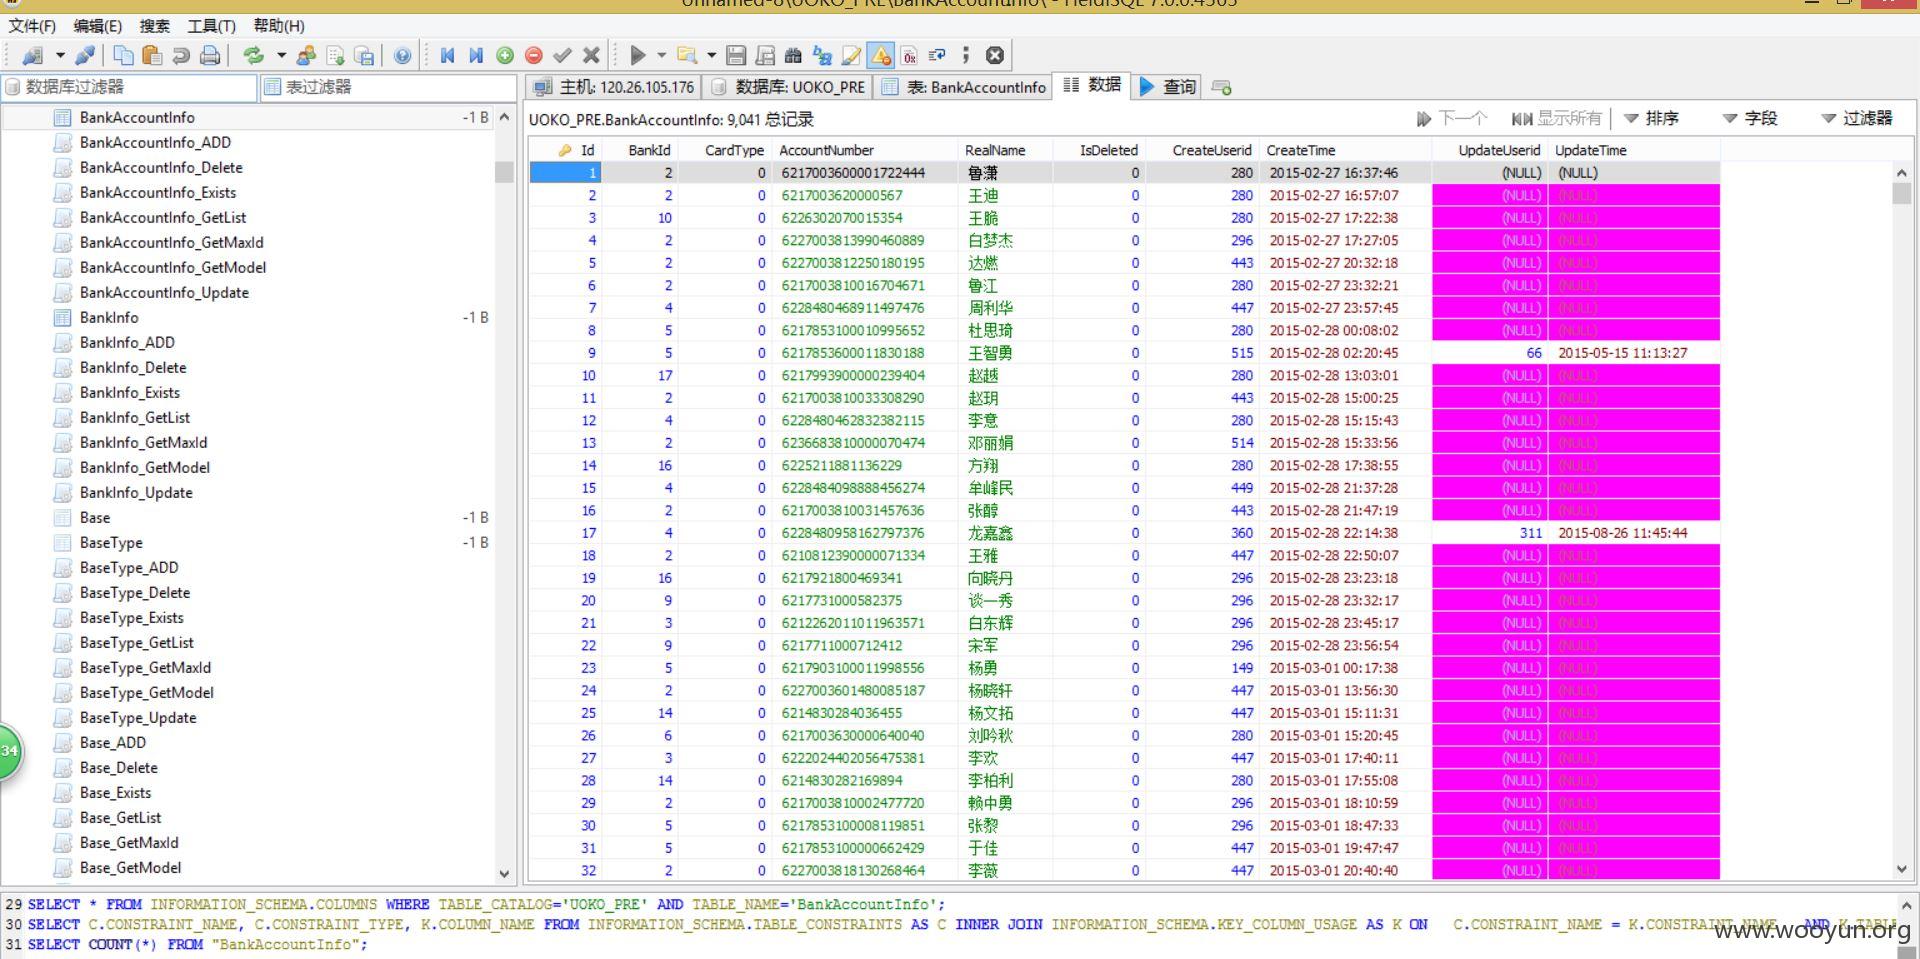 Unnamed-8\UOKO_PRE\BankAccountInfo\ - HeidiSQL 7.0.0.4363
文件(F) 编辑(E) 搜索 工具(T) 帮助(H)
数据库过滤器 表过滤器
主机: 120.26.105.176 数据库: UOKO_PRE 表: BankAccountInfo 数据 查询
UOKO_PRE.BankAccountInfo: 9,041 总记录 下一个 显示所有 排序 字段 过滤器
BankAccountInfo -1 B
BankAccountInfo_ADD
BankAccountInfo_Delete
BankAccountInfo_Exists
BankAccountInfo_GetList
BankAccountInfo_GetMaxId
BankAccountInfo_GetModel
BankAccountInfo_Update
BankInfo -1 B
BankInfo_ADD
BankInfo_Delete
BankInfo_Exists
BankInfo_GetList
BankInfo_GetMaxId
BankInfo_GetModel
BankInfo_Update
Base -1 B
BaseType -1 B
BaseType_ADD
BaseType_Delete
BaseType_Exists
BaseType_GetList
BaseType_GetMaxId
BaseType_GetModel
BaseType_Update
Base_ADD
Base_Delete
Base_Exists
Base_GetList
Base_GetMaxId
Base_GetModel
34
Id BankId CardType AccountNumber RealName IsDeleted CreateUserid CreateTime UpdateUserid UpdateTime
1 2 0 6217003600001722444 鲁潇 0 280 2015-02-27 16:37:46 (NULL) (NULL)
2 2 0 6217003620000567 王迪 0 280 2015-02-27 16:57:07 (NULL) (NULL)
3 10 0 6226302070015354 王脆 0 280 2015-02-27 17:22:38 (NULL) (NULL)
4 2 0 6227003813990460889 白梦杰 0 296 2015-02-27 17:27:05 (NULL) (NULL)
5 2 0 6227003812250180195 达燃 0 443 2015-02-27 20:32:18 (NULL) (NULL)
6 2 0 6217003810016704671 鲁江 0 280 2015-02-27 23:32:21 (NULL) (NULL)
7 4 0 6228480468911497476 周利华 0 447 2015-02-27 23:57:45 (NULL) (NULL)
8 5 0 6217853100010995652 杜思琦 0 280 2015-02-28 00:08:02 (NULL) (NULL)
9 5 0 6217853600011830188 王智勇 0 515 2015-02-28 02:20:45 66 2015-05-15 11:13:27
10 17 0 6217993900000239404 赵越 0 280 2015-02-28 13:03:01 (NULL) (NULL)
11 2 0 6217003810033308290 赵玥 0 443 2015-02-28 15:00:25 (NULL) (NULL)
12 4 0 6228480462832382115 李意 0 280 2015-02-28 15:15:43 (NULL) (NULL)
13 2 0 6236683810000070474 邓丽娟 0 514 2015-02-28 15:33:56 (NULL) (NULL)
14 16 0 6225211881136229 方翔 0 280 2015-02-28 17:38:55 (NULL) (NULL)
15 4 0 6228484098888456274 牟峰民 0 449 2015-02-28 21:37:28 (NULL) (NULL)
16 2 0 6217003810031457636 张醇 0 443 2015-02-28 21:47:19 (NULL) (NULL)
17 4 0 6228480958162797376 龙嘉鑫 0 360 2015-02-28 22:14:38 311 2015-08-26 11:45:44
18 2 0 6210812390000071334 王雅 0 447 2015-02-28 22:50:07 (NULL) (NULL)
19 16 0 6217921800469341 向晓丹 0 296 2015-02-28 23:23:18 (NULL) (NULL)
20 9 0 6217731000582375 谈一秀 0 296 2015-02-28 23:32:17 (NULL) (NULL)
21 3 0 6212262011011963571 白东辉 0 296 2015-02-28 23:45:17 (NULL) (NULL)
22 9 0 6217711000712412 宋军 0 296 2015-02-28 23:56:54 (NULL) (NULL)
23 5 0 6217903100011998556 杨勇 0 149 2015-03-01 00:17:38 (NULL) (NULL)
24 2 0 6227003601480085187 杨晓轩 0 447 2015-03-01 13:56:30 (NULL) (NULL)
25 14 0 6214830284036455 杨文拓 0 447 2015-03-01 15:11:31 (NULL) (NULL)
26 6 0 6217003630000640040 刘吟秋 0 280 2015-03-01 15:20:45 (NULL) (NULL)
27 3 0 6222024402056475381 李欢 0 447 2015-03-01 17:40:11 (NULL) (NULL)
28 14 0 6214830282169894 李柏利 0 280 2015-03-01 17:55:08 (NULL) (NULL)
29 2 0 6217003810002477720 赖中勇 0 296 2015-03-01 18:10:59 (NULL) (NULL)
30 5 0 6217853100008119851 张黎 0 296 2015-03-01 18:47:33 (NULL) (NULL)
31 5 0 6217853100000662429 于佳 0 447 2015-03-01 19:47:47 (NULL) (NULL)
32 2 0 6227003818130268464 李薇 0 447 2015-03-01 20:40:40 (NULL) (NULL)
29 SELECT * FROM INFORMATION_SCHEMA.COLUMNS WHERE TABLE_CATALOG='UOKO_PRE' AND TABLE_NAME='BankAccountInfo';
30 SELECT C.CONSTRAINT_NAME, C.CONSTRAINT_TYPE, K.COLUMN_NAME FROM INFORMATION_SCHEMA.TABLE_CONSTRAINTS AS C INNER JOIN INFORMATION_SCHEMA.KEY_COLUMN_USAGE AS K ON C.CONSTRAINT_NAME = K.CONSTRAINT_NAME AND K.TABLE
31 SELECT COUNT(*) FROM "BankAccountInfo";
www.wooyun.org